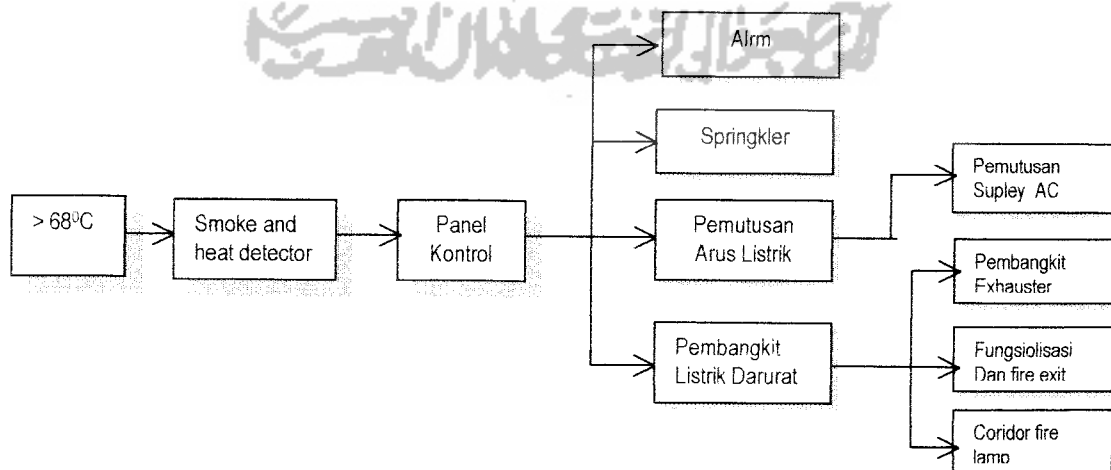 Alrm
Springkler
> 68⁰C
Smoke and
heat detector
Panel
Kontrol
Pemutusan
Arus Listrik
Pembangkit
Listrik Darurat
Pemutusan
Supley AC
Pembangkit
Exhauster
Fungsiolisasi
Dan fire exit
Coridor fire
lamp